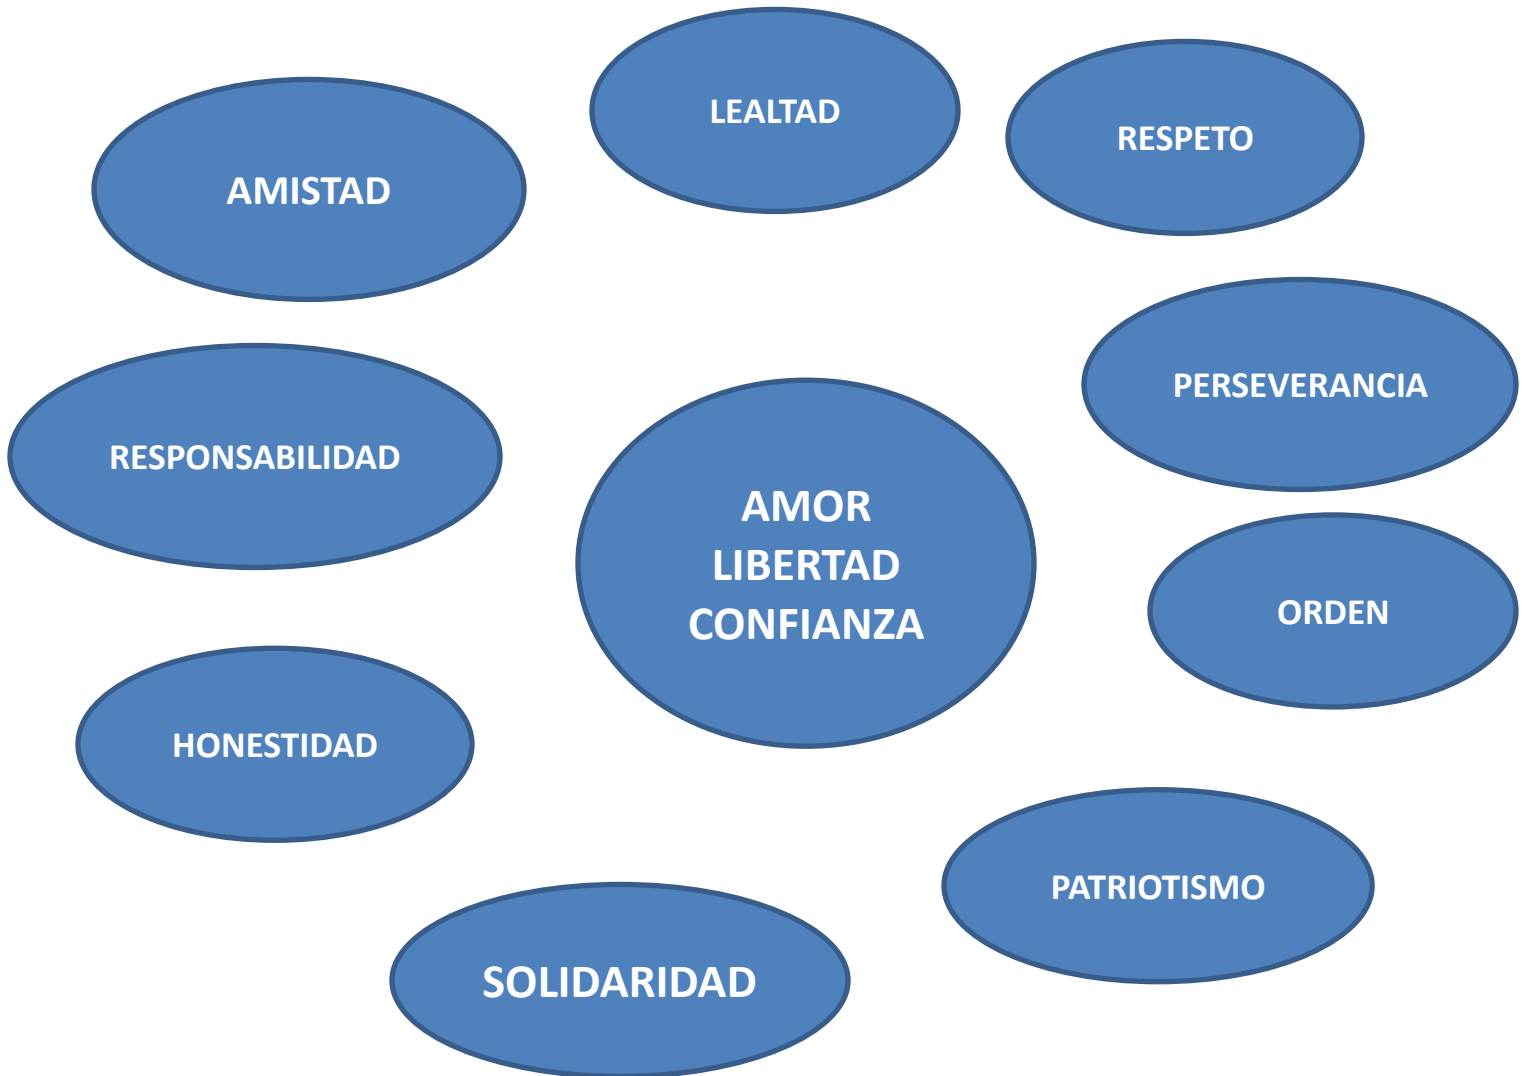 LEALTAD
RESPETO
AMISTAD
PERSEVERANCIA
RESPONSABILIDAD
AMOR
LIBERTAD
CONFIANZA
ORDEN
HONESTIDAD
PATRIOTISMO
SOLIDARIDAD